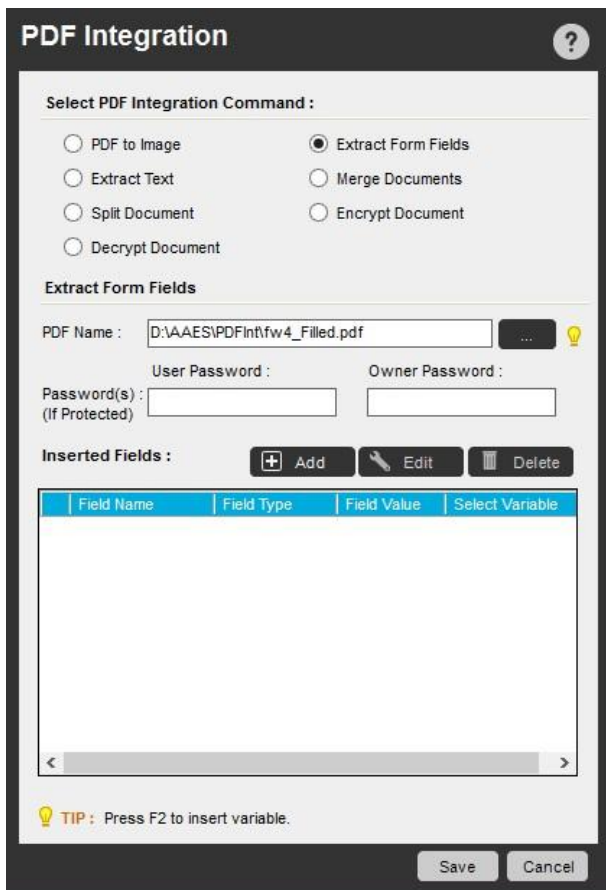 PDF Integration
?
Select PDF Integration Command :
PDF to Image
Extract Form Fields
Extract Text
Merge Documents
Split Document
Encrypt Document
Decrypt Document
Extract Form Fields
PDF Name :
D:\AAES\PDFInt\fw4_Filled.pdf
...
User Password :
Owner Password :
Password(s) :
(If Protected)
Inserted Fields :
Add
Edit
Delete
Field Name
Field Type
Field Value
Select Variable
TIP : Press F2 to insert variable.
Save
Cancel